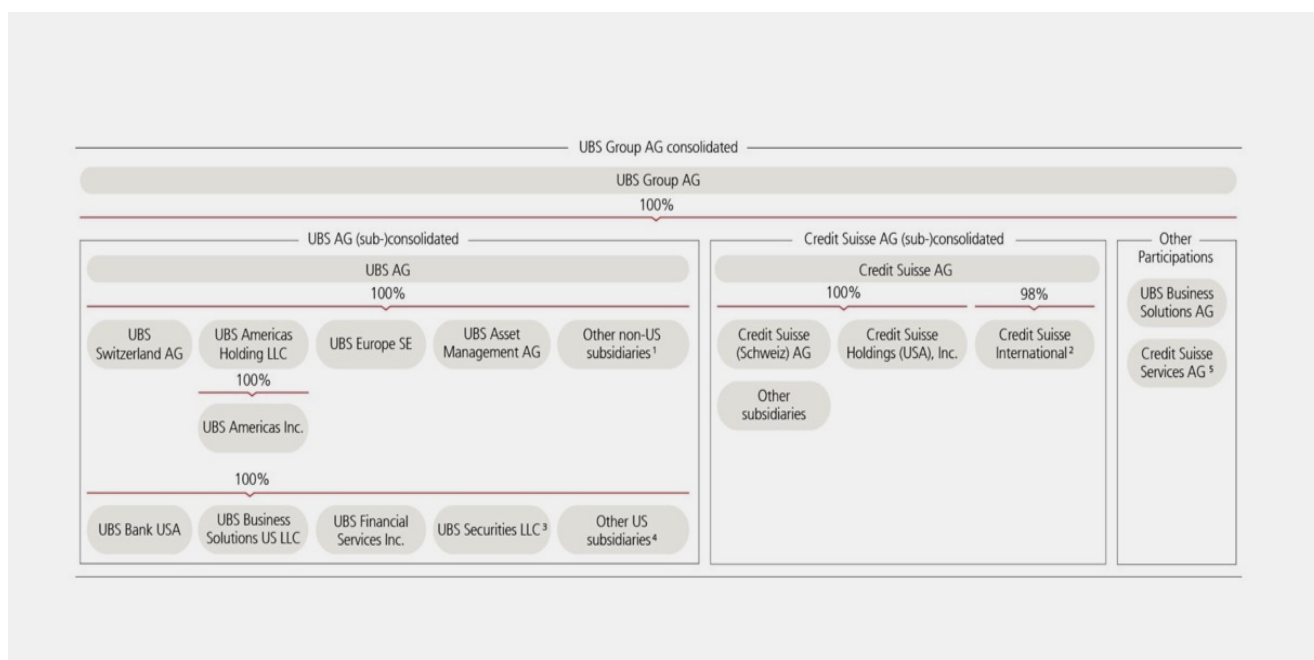 UBS Group AG consolidated
UBS Group AG
100%
UBS AG (sub-)consolidated
UBS AG
100%
UBS
Switzerland AG
UBS Americas
Holding LLC
UBS Europe SE
UBS Asset
Management AG
Other non-US
subsidiaries¹
100%
UBS Americas Inc.
100%
UBS Bank USA
UBS Business
Solutions US LLC
UBS Financial
Services Inc.
UBS Securities LLC³
Other US
subsidiaries⁴
Credit Suisse AG (sub-)consolidated
Credit Suisse AG
100%
98%
Credit Suisse
(Schweiz) AG
Credit Suisse
Holdings (USA), Inc.
Credit Suisse
International²
Other
subsidiaries
Other
Participations
UBS Business
Solutions AG
Credit Suisse
Services AG ⁵